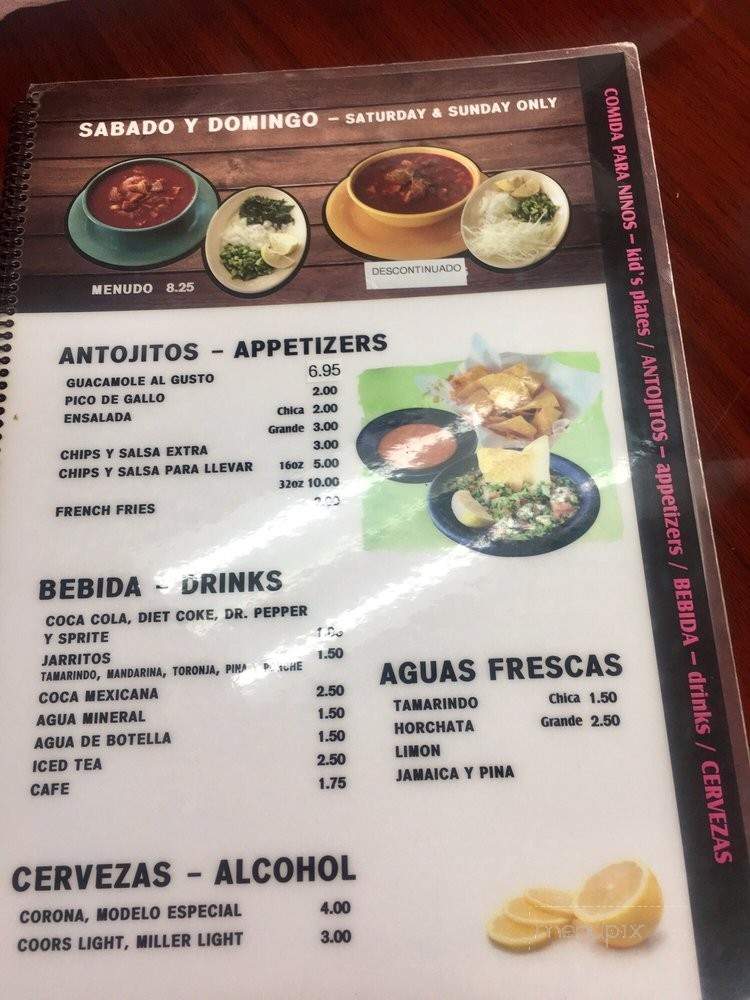 SABADO Y DOMINGO – SATURDAY & SUNDAY ONLY
MENUDO 8.25
DESCONTINUADO
ANTOJITOS – APPETIZERS
GUACAMOLE AL GUSTO 6.95
PICO DE GALLO 2.00
ENSALADA Chica 2.00
Grande 3.00
CHIPS Y SALSA EXTRA 3.00
CHIPS Y SALSA PARA LLEVAR 16oz 5.00
32oz 10.00
FRENCH FRIES
BEBIDA – DRINKS
COCA COLA, DIET COKE, DR. PEPPER
Y SPRITE
JARRITOS 1.50
TAMARINDO, MANDARINA, TORONJA, PINA Y PONCHE
COCA MEXICANA 2.50
AGUA MINERAL 1.50
AGUA DE BOTELLA 1.50
ICED TEA 2.50
CAFE 1.75
AGUAS FRESCAS
TAMARINDO Chica 1.50
HORCHATA Grande 2.50
LIMON
JAMAICA Y PINA
CERVEZAS – ALCOHOL
CORONA, MODELO ESPECIAL 4.00
COORS LIGHT, MILLER LIGHT 3.00
COMIDA PARA NINOS – kid's plates / ANTOJITOS – appetizers / BEBIDA – drinks / CERVEZAS
menupix